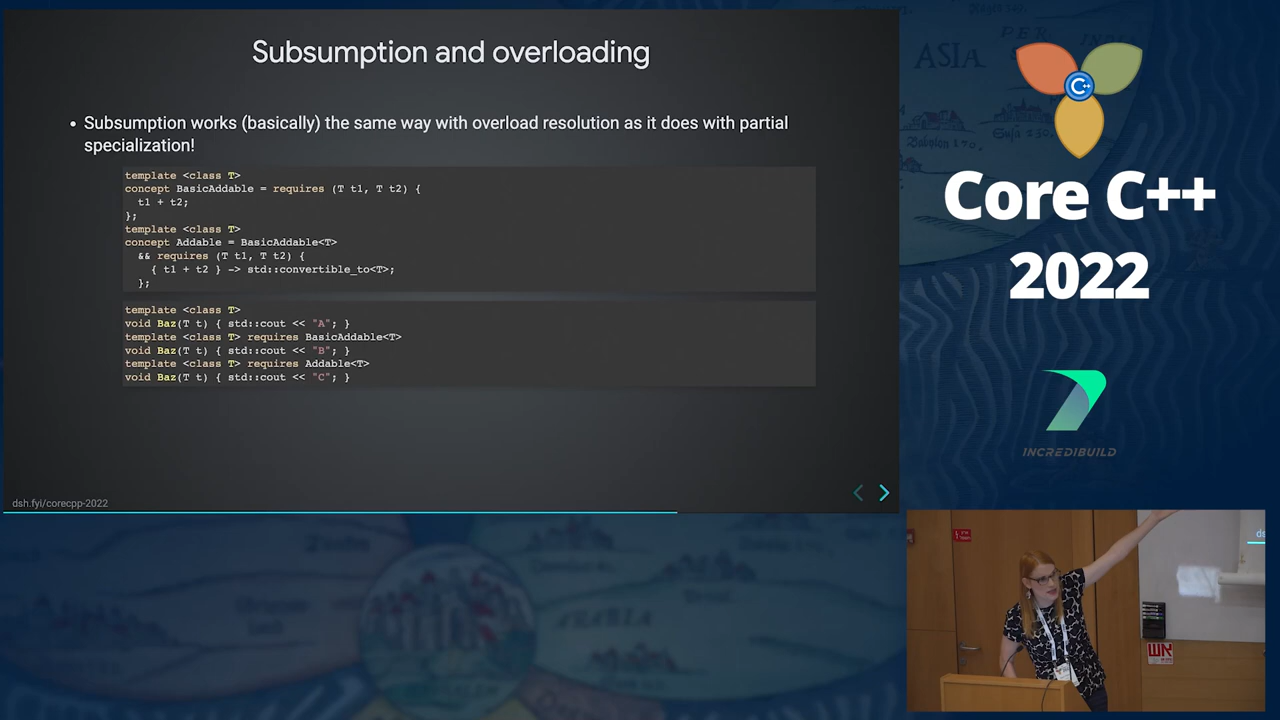 Subsumption and overloading
• Subsumption works (basically) the same way with overload resolution as it does with partial
specialization!
template <class T>
concept BasicAddable = requires (T t1, T t2) {
t1 + t2;
};
template <class T>
concept Addable = BasicAddable<T>
&& requires (T t1, T t2) {
{ t1 + t2 } -> std::convertible_to<T>;
};
template <class T>
void Baz(T t) { std::cout << "A"; }
template <class T> requires BasicAddable<T>
void Baz(T t) { std::cout << "B"; }
template <class T> requires Addable<T>
void Baz(T t) { std::cout << "C"; }
dsh.fyi/corecpp-2022
ASIA
C++
Core C++
2022
INCREDIBUILD
ARABIA